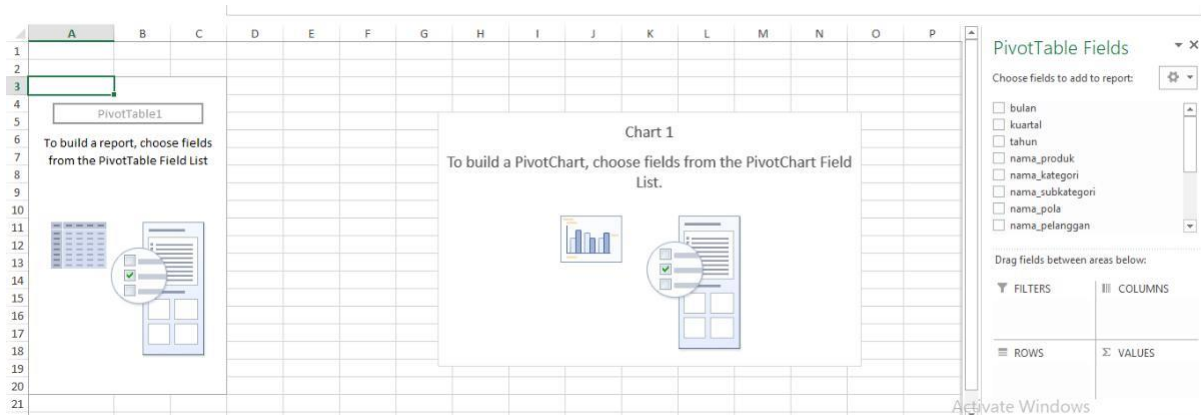 A B C D E F G H I J K L M N O P
1
2
3
4
5
6
7
8
9
10
11
12
13
14
15
16
17
18
19
20
21
PivotTable1
To build a report, choose fields
from the PivotTable Field List
Chart 1
To build a PivotChart, choose fields from the PivotChart Field
List.
PivotTable Fields
Choose fields to add to report:
bulan
kuartal
tahun
nama_produk
nama_kategori
nama_subkategori
nama_pola
nama_pelanggan
Drag fields between areas below:
FILTERS
COLUMNS
ROWS
Σ VALUES
Activate Windows